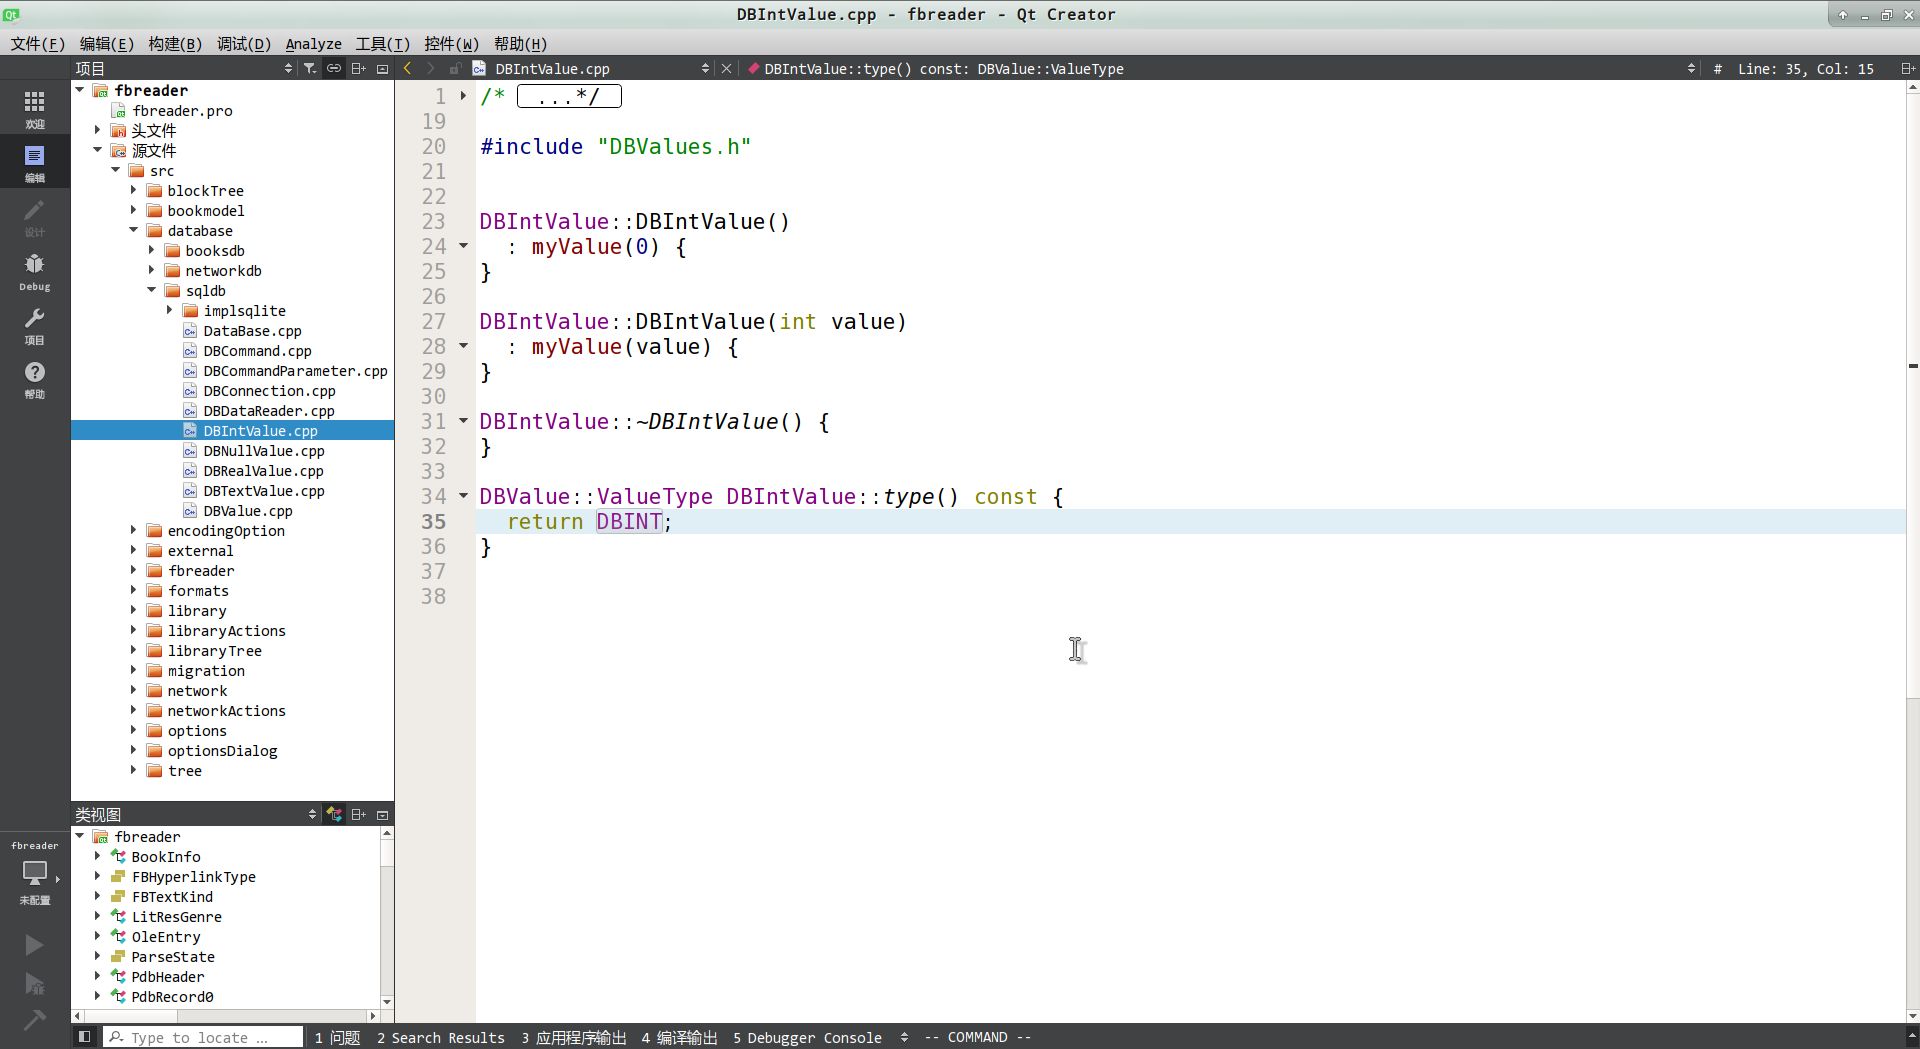 DBIntValue.cpp - fbreader - Qt Creator
文件(F) 编辑(E) 构建(B) 调试(D) Analyze 工具(T) 控件(W) 帮助(H)
项目
DBIntValue.cpp
DBIntValue::type() const: DBValue::ValueType
# Line: 35, Col: 15
欢迎
编辑
设计
Debug
项目
帮助
fbreader
未配置
fbreader
fbreader.pro
头文件
源文件
src
blockTree
bookmodel
database
booksdb
networkdb
sqldb
implsqlite
DataBase.cpp
DBCommand.cpp
DBCommandParameter.cpp
DBConnection.cpp
DBDataReader.cpp
DBIntValue.cpp
DBNullValue.cpp
DBRealValue.cpp
DBTextValue.cpp
DBValue.cpp
encodingOption
external
fbreader
formats
library
libraryActions
libraryTree
migration
network
networkActions
options
optionsDialog
tree
类视图
fbreader
BookInfo
FBHyperlinkType
FBTextKind
LitResGenre
OleEntry
ParseState
PdbHeader
PdbRecord0
1 /* ...*/
19
20 #include "DBValues.h"
21
22
23 DBIntValue::DBIntValue()
24 : myValue(0) {
25 }
26
27 DBIntValue::DBIntValue(int value)
28 : myValue(value) {
29 }
30
31 DBIntValue::~DBIntValue() {
32 }
33
34 DBValue::ValueType DBIntValue::type() const {
35 return DBINT;
36 }
37
38
Type to locate ... 1 问题 2 Search Results 3 应用程序输出 4 编译输出 5 Debugger Console -- COMMAND --